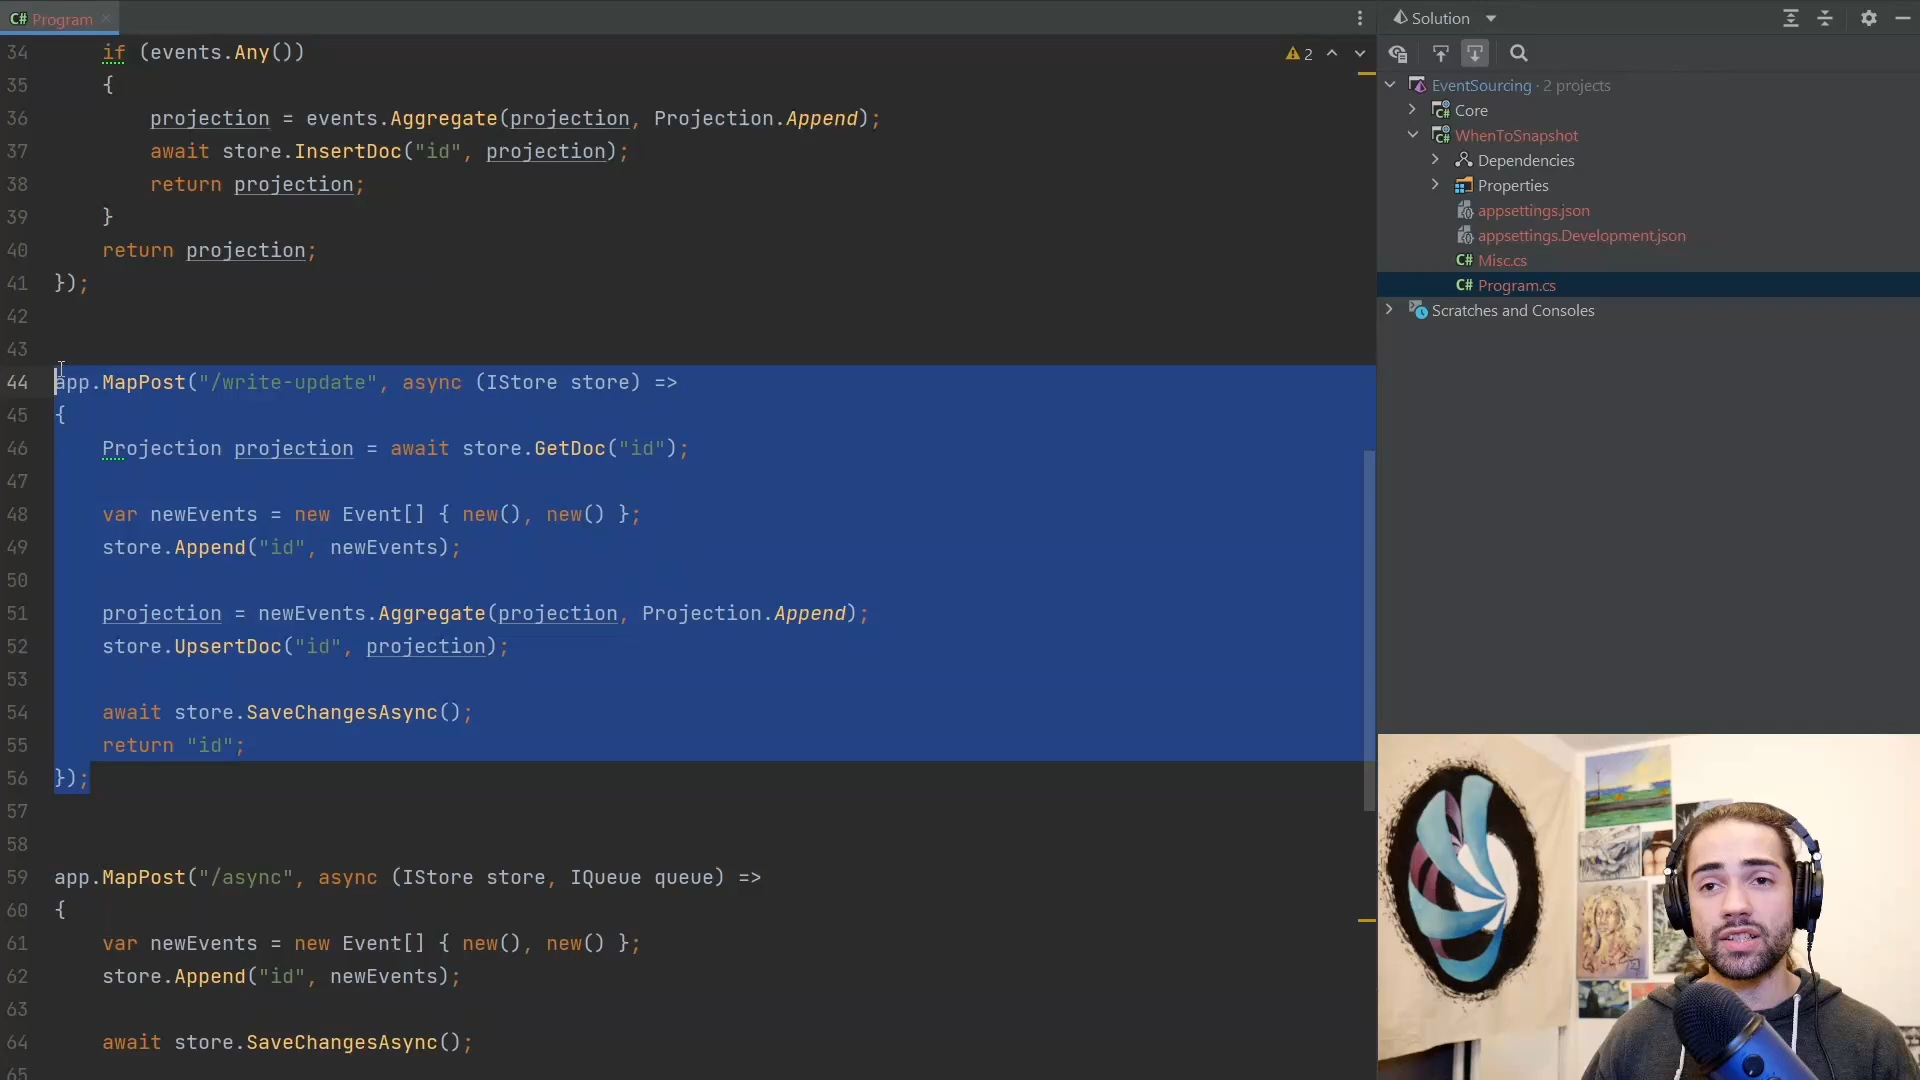 C# Program
34 if (events.Any())
2
35 {
36 projection = events.Aggregate(projection, Projection.Append);
37 await store.InsertDoc("id", projection);
38 return projection;
39 }
40 return projection;
41 });
42
43
44 app.MapPost("/write-update", async (IStore store) =>
45 {
46 Projection projection = await store.GetDoc("id");
47
48 var newEvents = new Event[] { new(), new() };
49 store.Append("id", newEvents);
50
51 projection = newEvents.Aggregate(projection, Projection.Append);
52 store.UpsertDoc("id", projection);
53
54 await store.SaveChangesAsync();
55 return "id";
56 });
57
58
59 app.MapPost("/async", async (IStore store, IQueue queue) =>
60 {
61 var newEvents = new Event[] { new(), new() };
62 store.Append("id", newEvents);
63
64 await store.SaveChangesAsync();
65
Solution
EventSourcing · 2 projects
Core
WhenToSnapshot
Dependencies
Properties
appsettings.json
appsettings.Development.json
C# Misc.cs
C# Program.cs
Scratches and Consoles